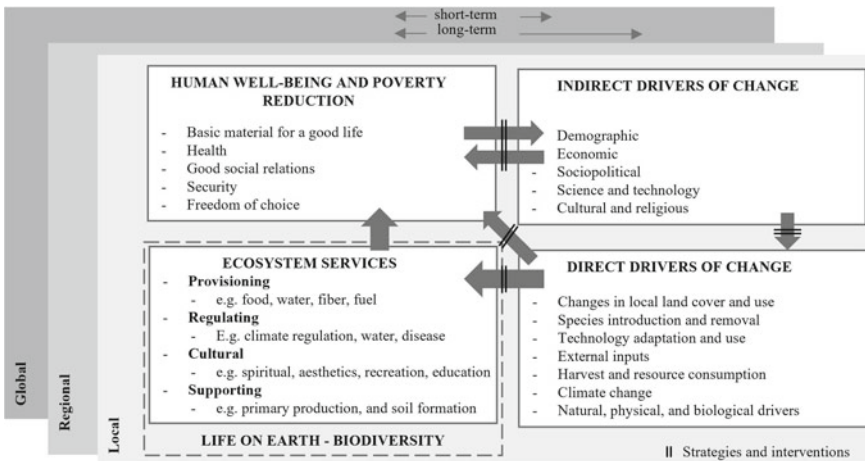 short-term
long-term
Global
Regional
Local
HUMAN WELL-BEING AND POVERTY
REDUCTION
- Basic material for a good life
- Health
- Good social relations
- Security
- Freedom of choice
INDIRECT DRIVERS OF CHANGE
- Demographic
- Economic
- Sociopolitical
- Science and technology
- Cultural and religious
ECOSYSTEM SERVICES
- Provisioning
- e.g. food, water, fiber, fuel
- Regulating
- E.g. climate regulation, water, disease
- Cultural
- e.g. spiritual, aesthetics, recreation, education
- Supporting
- e.g. primary production, and soil formation
LIFE ON EARTH - BIODIVERSITY
DIRECT DRIVERS OF CHANGE
- Changes in local land cover and use
- Species introduction and removal
- Technology adaptation and use
- External inputs
- Harvest and resource consumption
- Climate change
- Natural, physical, and biological drivers
Strategies and interventions